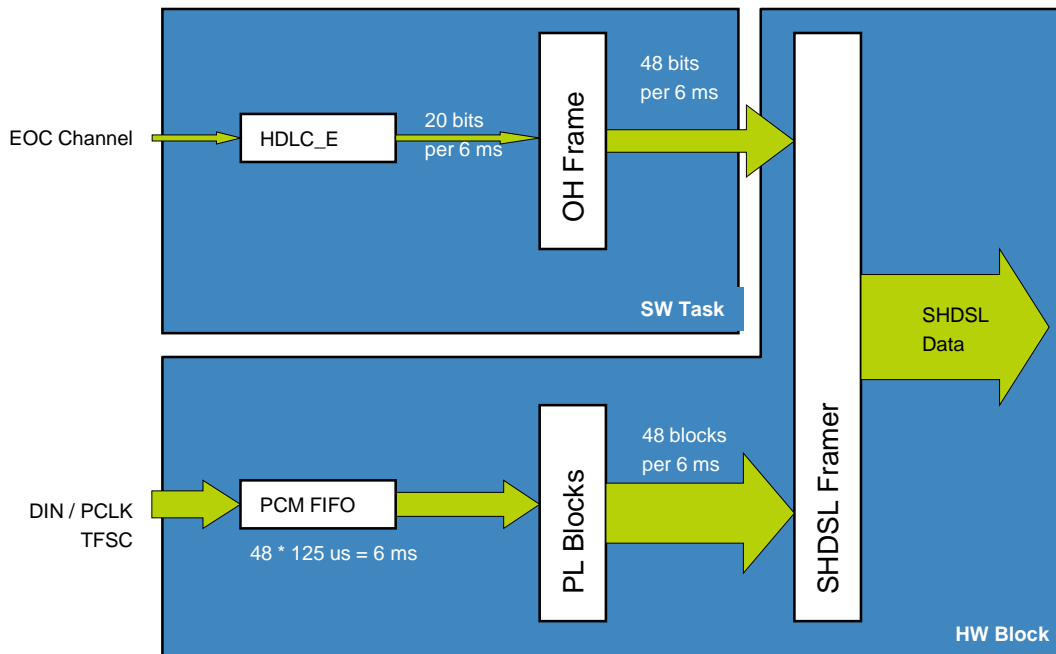 EOC Channel
HDLC_E
20 bits
per 6 ms
OH Frame
48 bits
per 6 ms
SW Task
SHDSL
Data
DIN / PCLK
TFSC
PCM FIFO
48 * 125 us = 6 ms
PL Blocks
48 blocks
per 6 ms
SHDSL Framer
HW Block